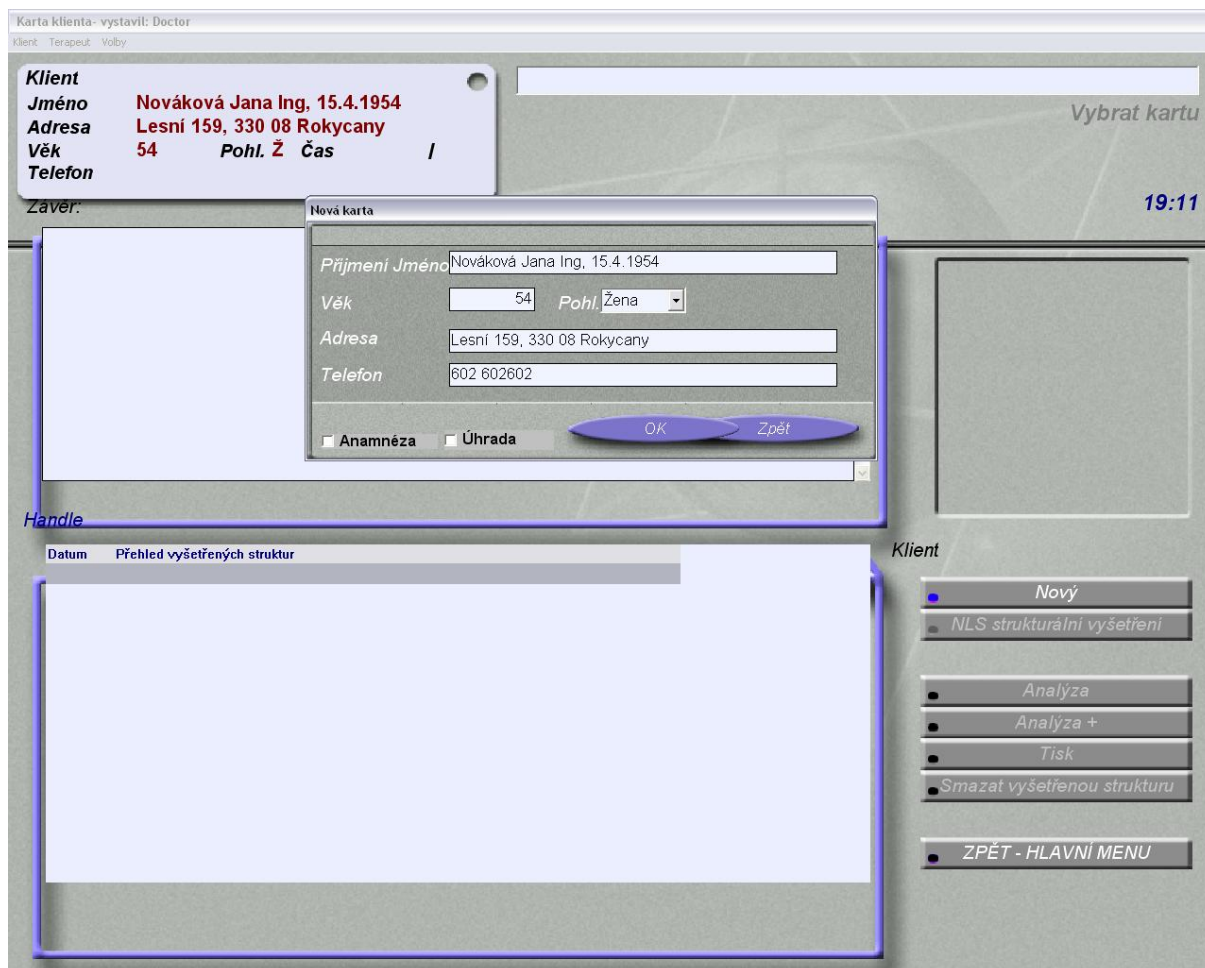 Karta klienta- vystavil: Doctor
Klient Terapeut Volby
Klient
Jméno Nováková Jana Ing, 15.4.1954
Adresa Lesní 159, 330 08 Rokycany
Věk 54 Pohl. Ž Čas /
Telefon
Vybrat kartu
19:11
Závěr:
Nová karta
Přijmení Jméno Nováková Jana Ing, 15.4.1954
Věk 54 Pohl. Žena
Adresa Lesní 159, 330 08 Rokycany
Telefon 602 602602
Anamnéza Úhrada OK Zpět
Handle
Datum Přehled vyšetřených struktur
Klient
Nový
NLS strukturálni vyšetřeni
Analýza
Analýza +
Tisk
Smazat vyšetřenou strukturu
ZPĚT - HLAVNÍ MENU